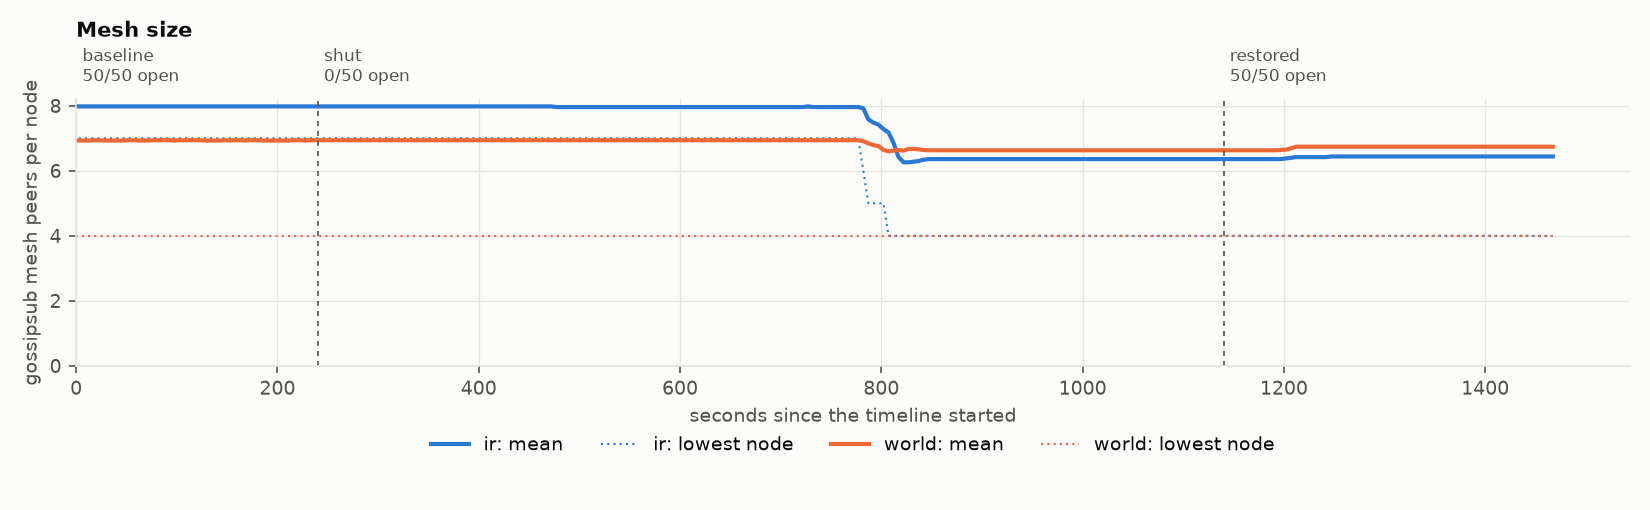 Mesh size
baseline
50/50 open
shut
0/50 open
restored
50/50 open
gossipsub mesh peers per node
8
6
4
2
0
0 200 400 600 800 1000 1200 1400
seconds since the timeline started
ir: mean ir: lowest node world: mean world: lowest node